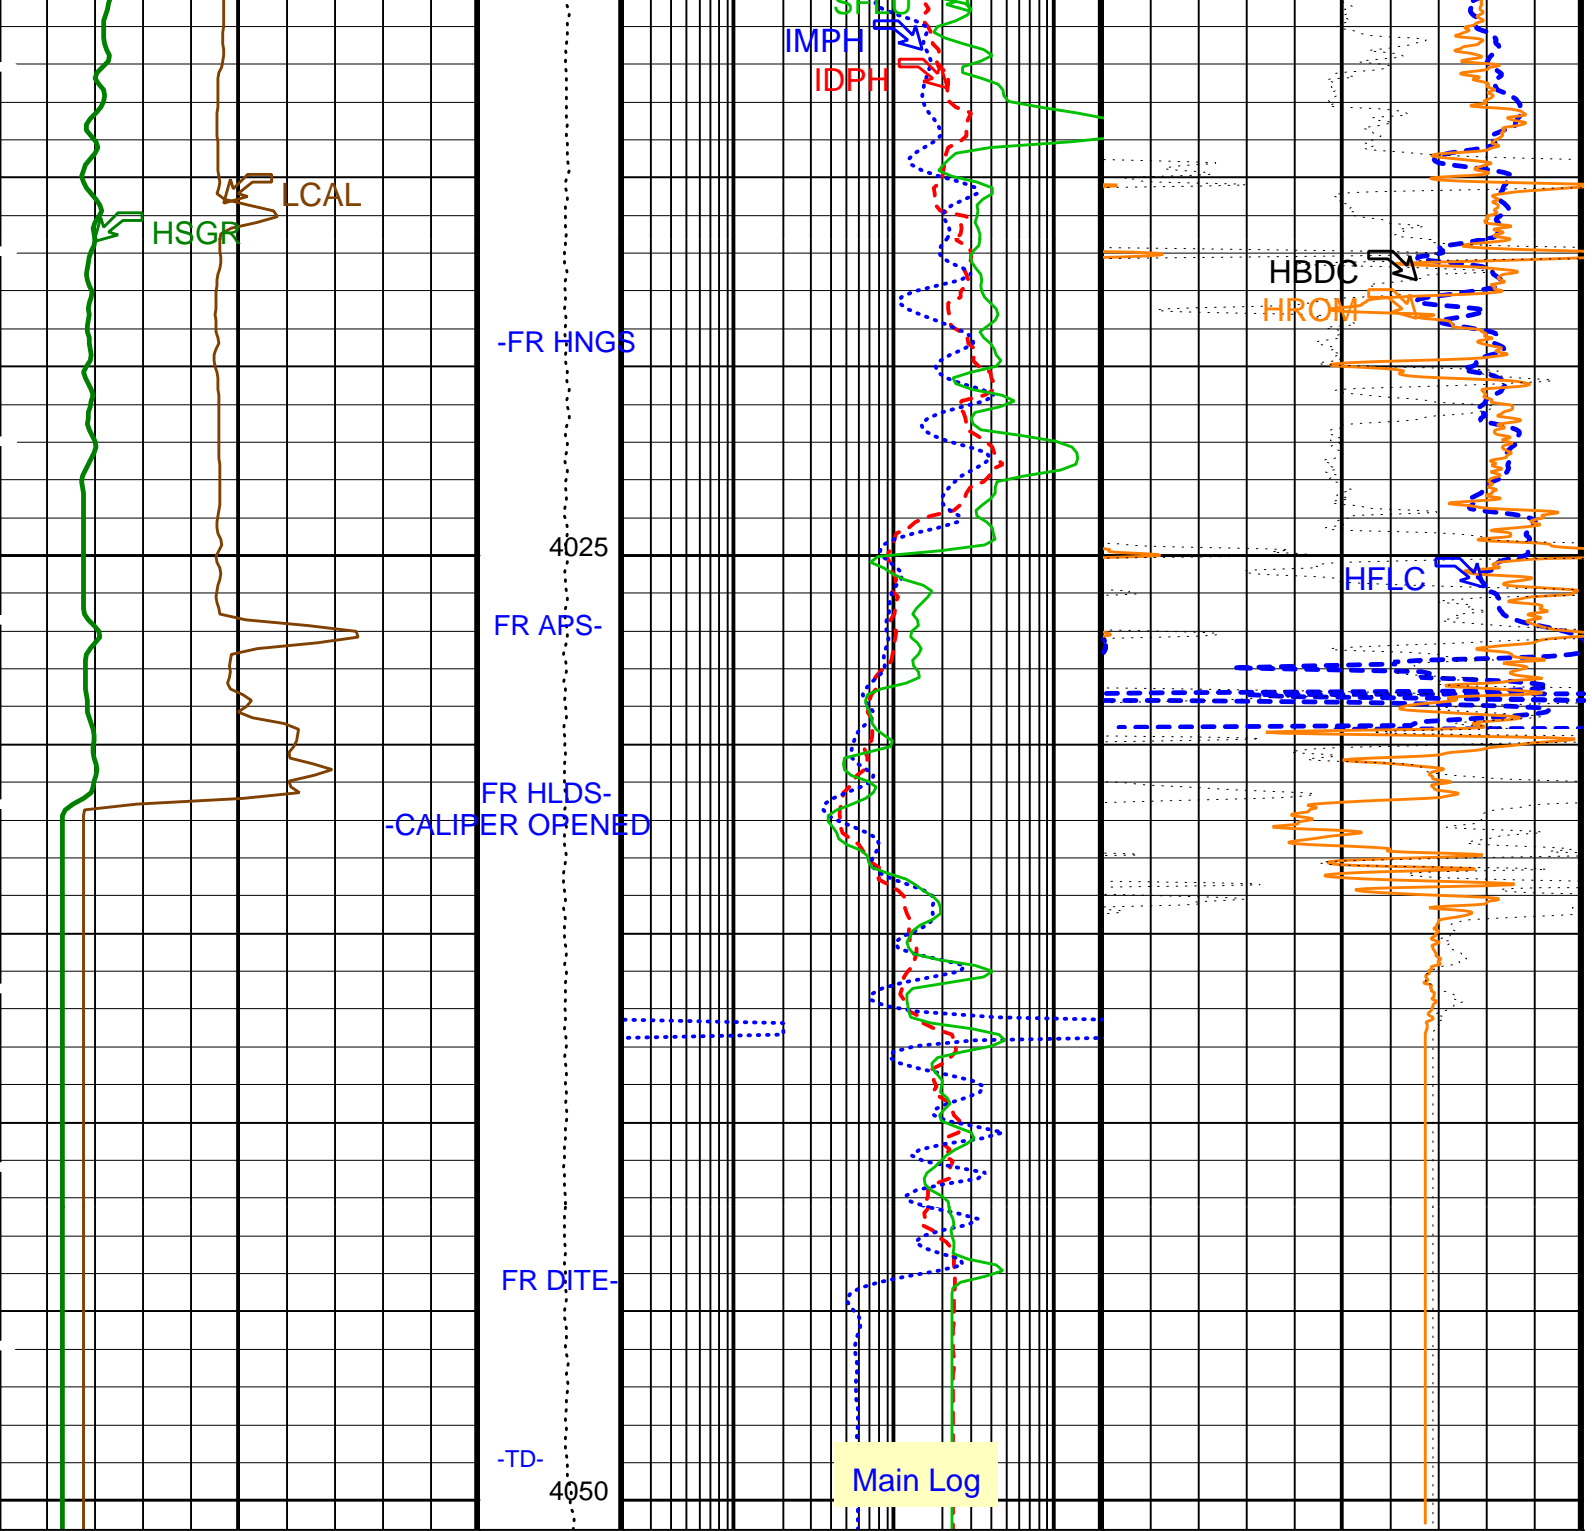 SFLU
IMPH
IDPH
LCAL
HSGR
HBDC
HROM
-FR HNGS
4025
HFLC
FR APS-
FR HLDS-
-CALIPER OPENED
FR DITE-
-TD-
Main Log
4050